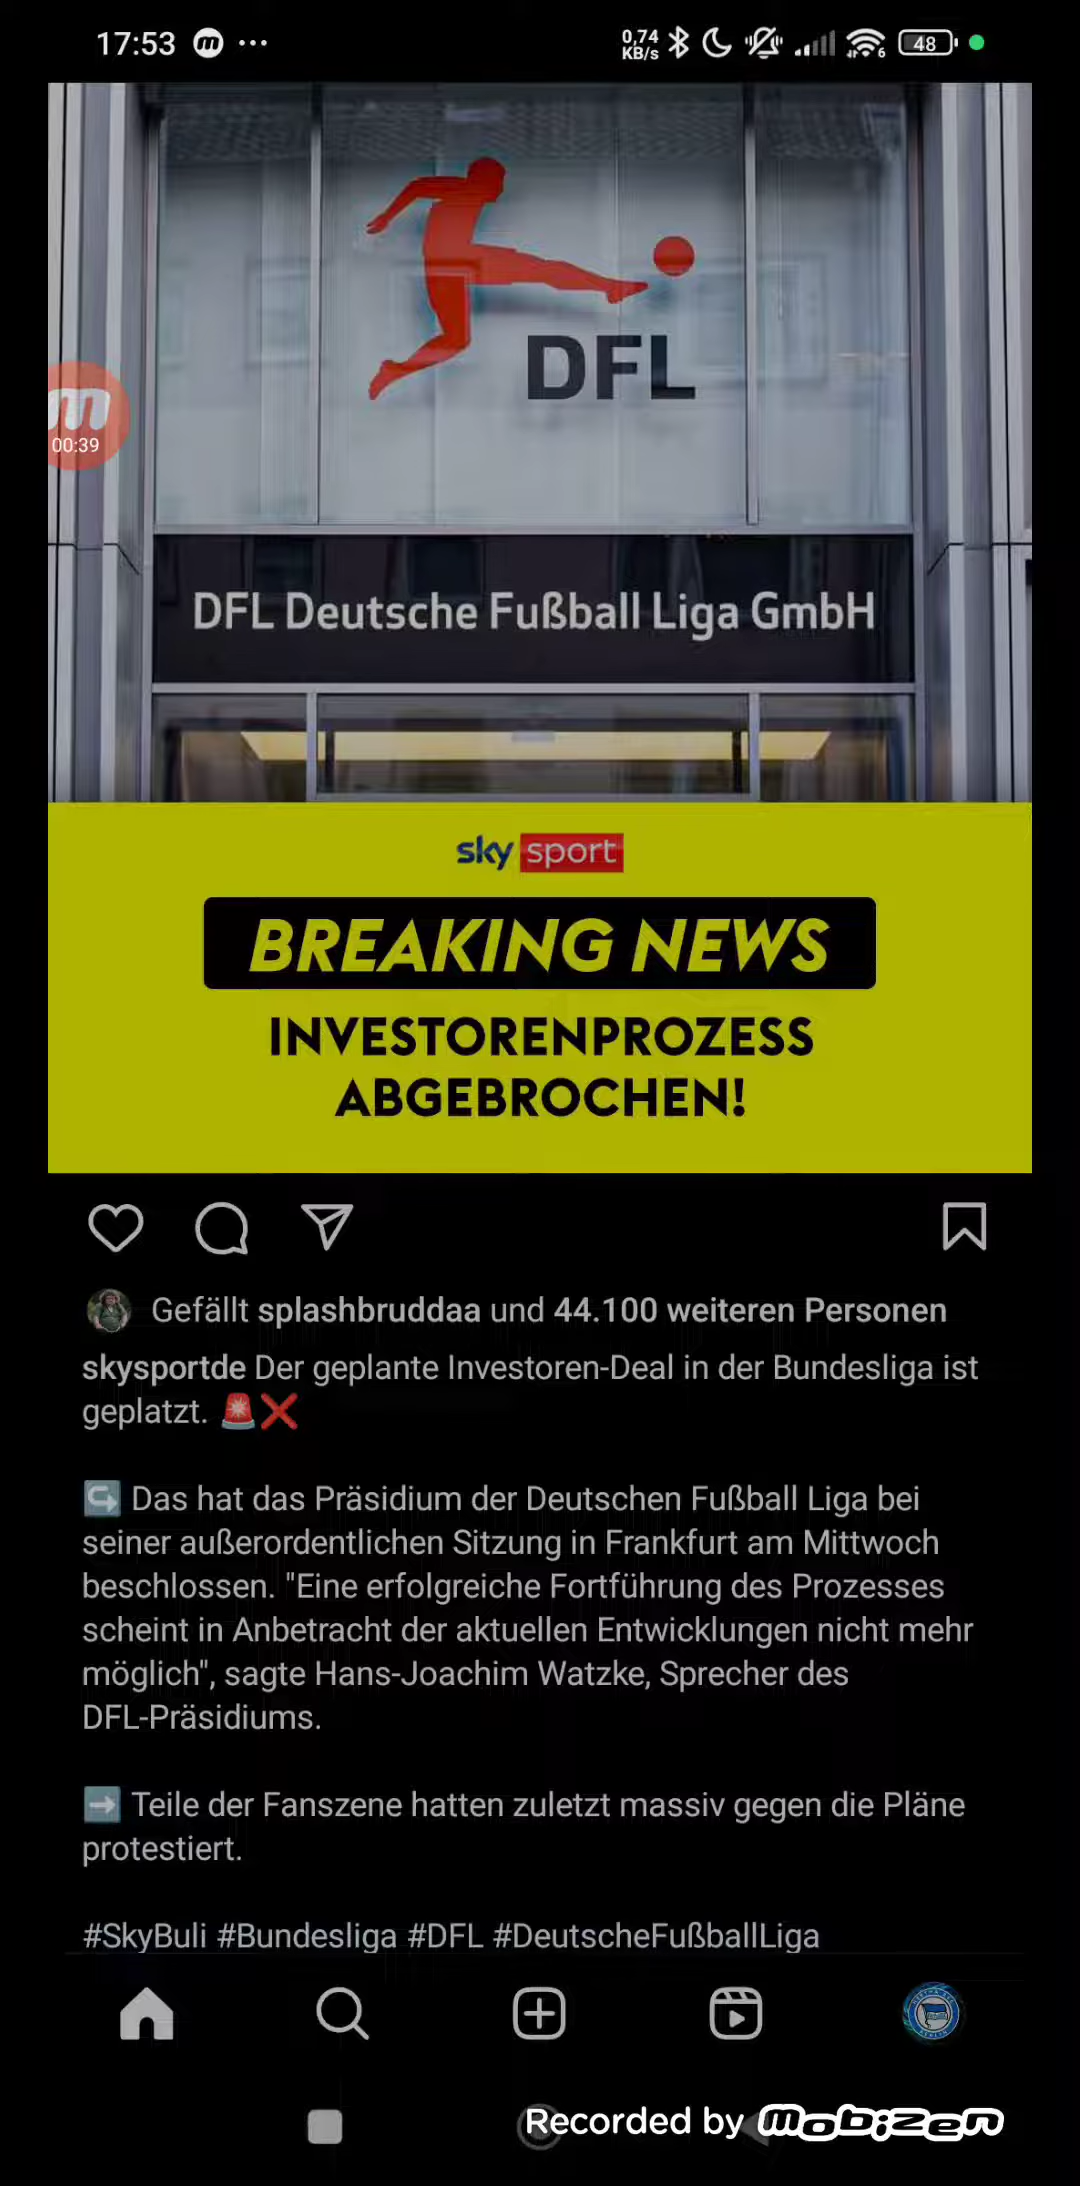 17:53
0,74
KB/s
6
48
DFL
m
00:39
DFL Deutsche Fußball Liga GmbH
sky sport
BREAKING NEWS
INVESTORENPROZESS
ABGEBROCHEN!
Gefällt splashbruddaa und 44.100 weiteren Personen
skysportde Der geplante Investoren-Deal in der Bundesliga ist
geplatzt. 🚨❌
↪️ Das hat das Präsidium der Deutschen Fußball Liga bei
seiner außerordentlichen Sitzung in Frankfurt am Mittwoch
beschlossen. "Eine erfolgreiche Fortführung des Prozesses
scheint in Anbetracht der aktuellen Entwicklungen nicht mehr
möglich", sagte Hans-Joachim Watzke, Sprecher des
DFL-Präsidiums.
➡️ Teile der Fanszene hatten zuletzt massiv gegen die Pläne
protestiert.
#SkyBuli #Bundesliga #DFL #DeutscheFußballLiga
Recorded by mobizen